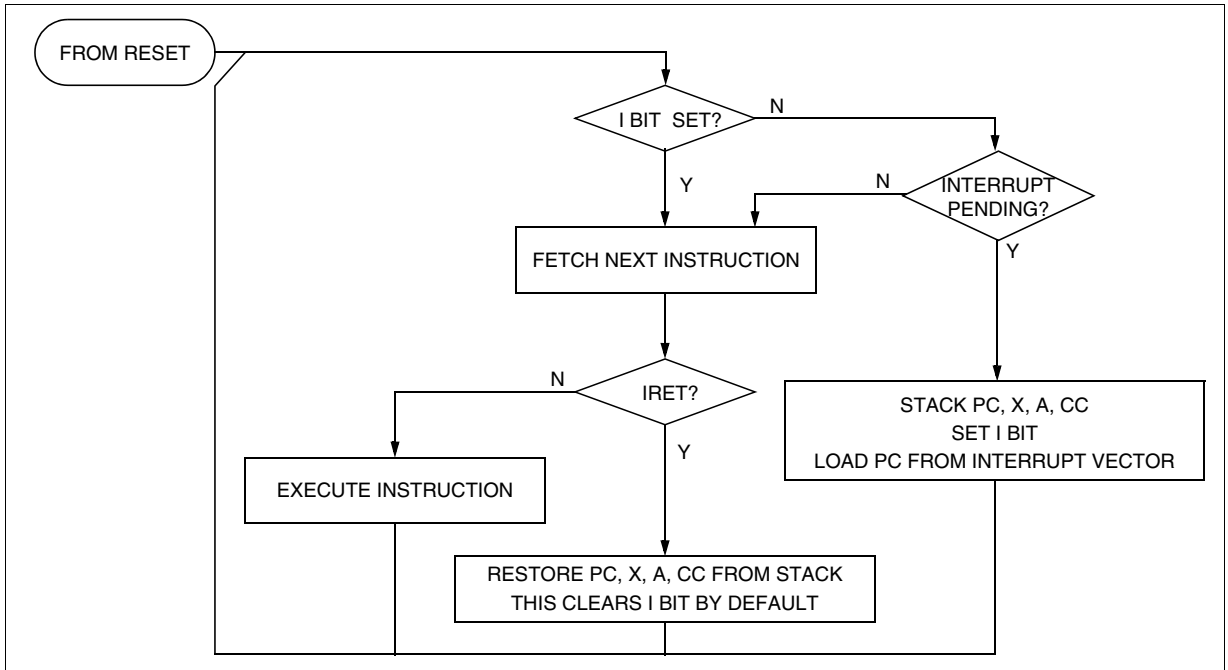 FROM RESET
I BIT SET?
N
Y
N
INTERRUPT
PENDING?
Y
FETCH NEXT INSTRUCTION
N
IRET?
Y
STACK PC, X, A, CC
SET I BIT
LOAD PC FROM INTERRUPT VECTOR
EXECUTE INSTRUCTION
RESTORE PC, X, A, CC FROM STACK
THIS CLEARS I BIT BY DEFAULT